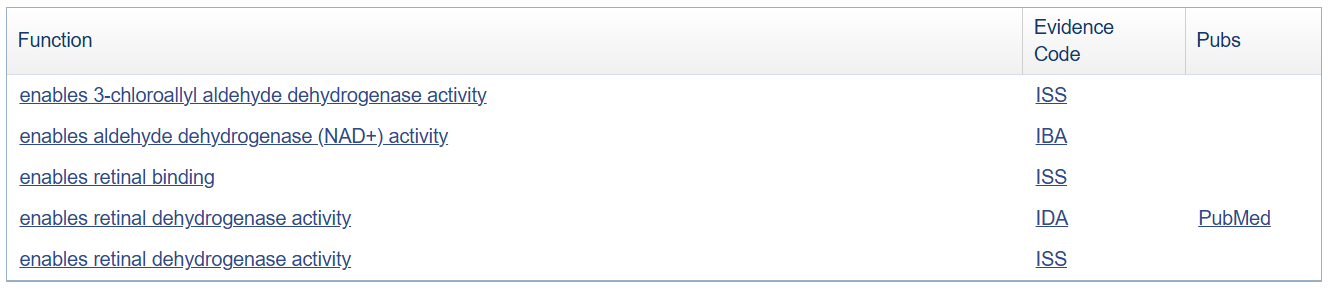 Function
Evidence
Code
Pubs
enables 3-chloroallyl aldehyde dehydrogenase activity ISS
enables aldehyde dehydrogenase (NAD+) activity IBA
enables retinal binding ISS
enables retinal dehydrogenase activity IDA PubMed
enables retinal dehydrogenase activity ISS